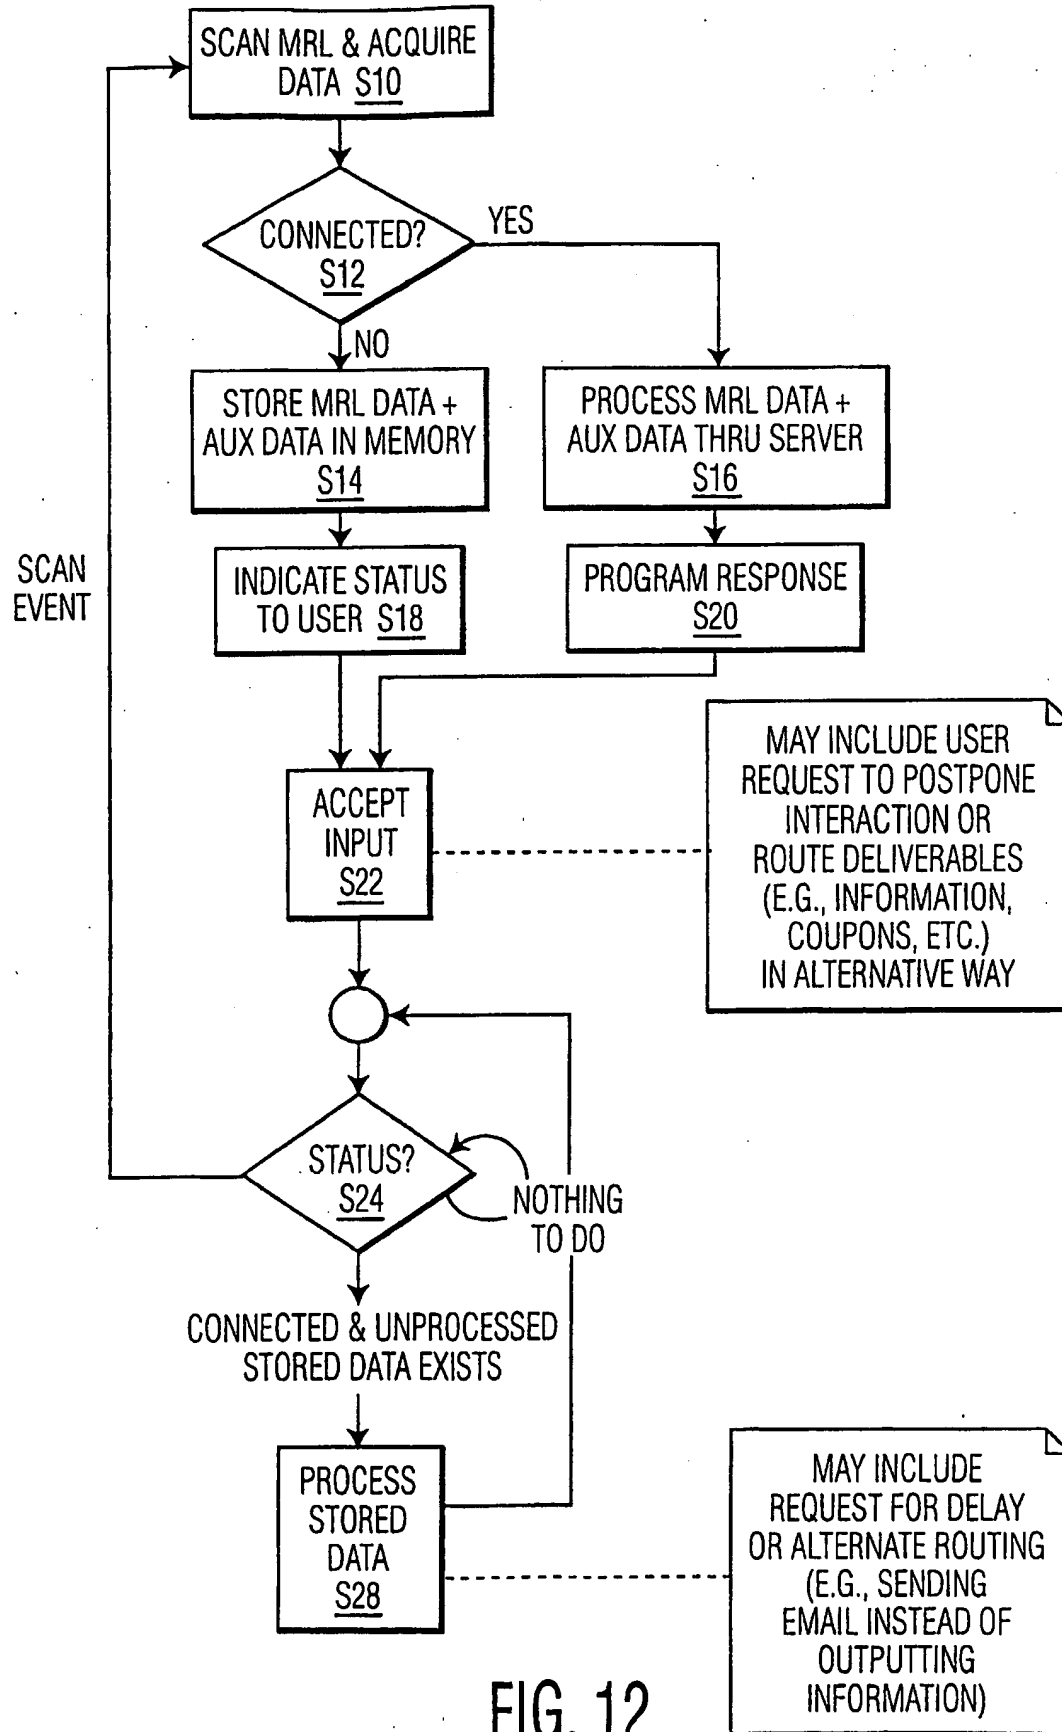 SCAN MRL & ACQUIRE
DATA S10
CONNECTED?
S12
YES
NO
STORE MRL DATA +
AUX DATA IN MEMORY
S14
PROCESS MRL DATA +
AUX DATA THRU SERVER
S16
SCAN
EVENT
INDICATE STATUS
TO USER S18
PROGRAM RESPONSE
S20
ACCEPT
INPUT
S22
MAY INCLUDE USER
REQUEST TO POSTPONE
INTERACTION OR
ROUTE DELIVERABLES
(E.G., INFORMATION,
COUPONS, ETC.)
IN ALTERNATIVE WAY
STATUS?
S24
NOTHING
TO DO
CONNECTED & UNPROCESSED
STORED DATA EXISTS
PROCESS
STORED
DATA
S28
MAY INCLUDE
REQUEST FOR DELAY
OR ALTERNATE ROUTING
(E.G., SENDING
EMAIL INSTEAD OF
OUTPUTTING
INFORMATION)
FIG. 12